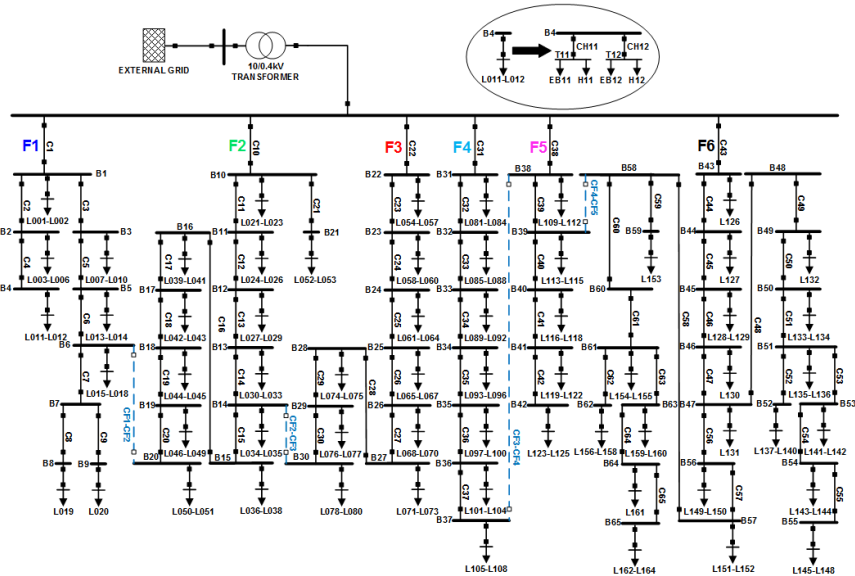 EXTERNAL GRID
10/0.4kV
TRANSFORMER
B4
L011-L012
B4
CH11
CH12
T11
T12
EB11
H11
EB12
H12
F1
F2
F3
F4
F5
F6
C1
C10
C22
C31
C38
C43
B1
L001-L002
C2
C3
B2
B3
L003-L006
L007-L010
C4
C5
B4
B5
L011-L012
L013-L014
C6
B6
L015-L018
C7
B7
C8
C9
B8
B9
L019
L020
CF1-CF2
B10
L021-L023
C11
C21
B11
B21
L024-L026
L052-L053
C12
B12
L027-L029
C13
B13
L030-L033
C14
B14
L034-L035
C15
B15
L036-L038
C16
B16
L039-L041
C17
B17
L042-L043
C18
B18
L044-L045
C19
B19
L046-L049
C20
B20
L050-L051
CF2-CF3
B22
L054-L057
C23
B23
L058-L060
C24
B24
L061-L064
C25
B25
L065-L067
C26
B26
L068-L070
C27
B27
L071-L073
C28
B28
L074-L075
C29
B29
L076-L077
C30
B30
L078-L080
B31
L081-L084
C32
B32
L085-L088
C33
B33
L089-L092
C34
B34
L093-L096
C35
B35
L097-L100
C36
B36
L101-L104
C37
B37
L105-L108
CF3-CF4
B38
L109-L112
C39
B39
L113-L115
C40
B40
L116-L118
C41
B41
L119-L122
C42
B42
L123-L125
CF4-CF5
B58
C58
C59
B59
L153
C60
B60
C61
B61
L154-L155
C62
C63
B62
B63
L156-L158
L159-L160
C64
B64
L161
C65
B65
L162-L164
B43
L126
C44
B44
L127
C45
B45
L128-L129
C46
B46
L130
C47
B47
L131
C48
C56
B56
L149-L150
C57
B57
L151-L152
B48
C49
B49
L132
C50
B50
L133-L134
C51
B51
L135-L136
C52
C53
B52
B53
L137-L140
L141-L142
C54
B54
L143-L144
C55
B55
L145-L148